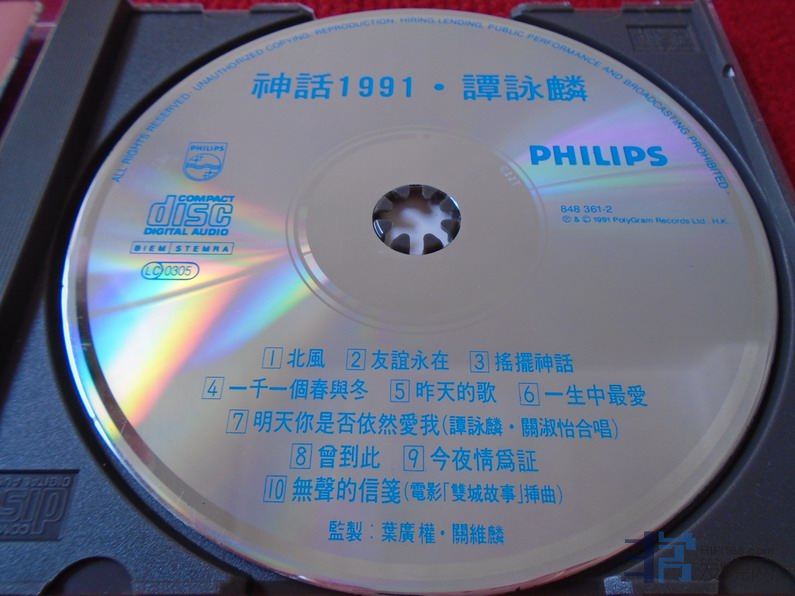 ALL RIGHTS RESERVED. UNAUTHORIZED COPYING, REPRODUCTION, HIRING, LENDING, PUBLIC PERFORMANCE AND BROADCASTING PROHIBITED.
神話1991・譚詠麟
PHILIPS
PHILIPS
COMPACT
disc
DIGITAL AUDIO
BIEM/STEMRA
LC 0305
848 361-2
℗ & © 1991 PolyGram Records Ltd., H.K.
1 北風 2 友誼永在 3 搖擺神話
4 一千一個春與冬 5 昨天的歌 6 一生中最愛
7 明天你是否依然愛我(譚詠麟・關淑怡合唱)
8 曾到此 9 今夜情爲証
10 無聲的信箋(電影「雙城故事」挿曲)
監製：葉廣權・關維麟